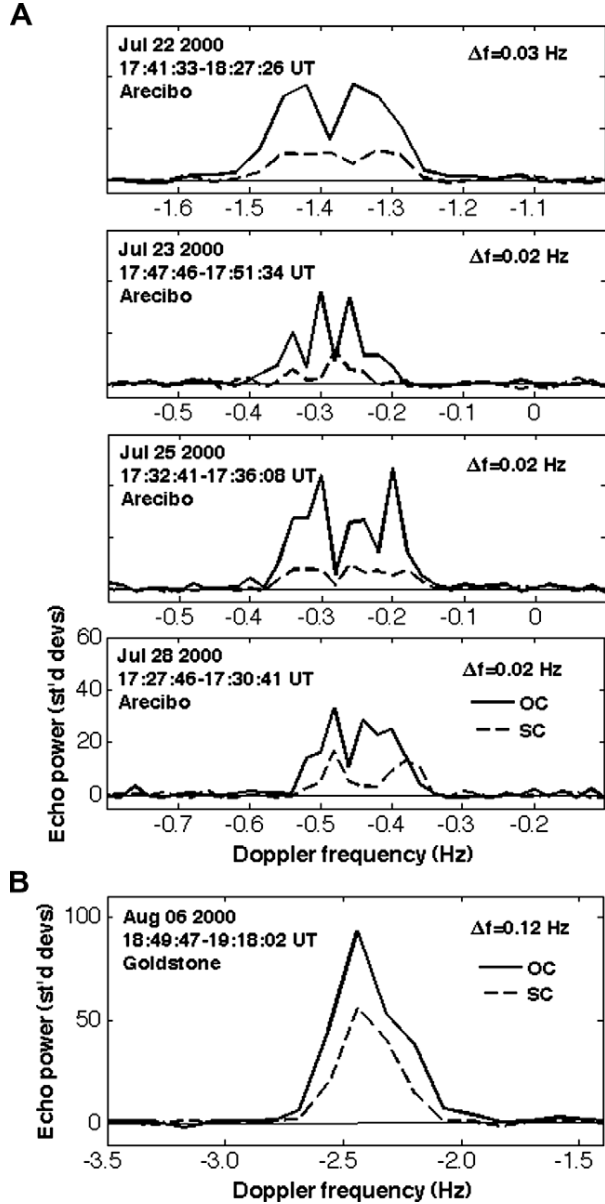 A
Jul 22 2000
17:41:33-18:27:26 UT
Arecibo
Δf=0.03 Hz
-1.6 -1.5 -1.4 -1.3 -1.2 -1.1
Jul 23 2000
17:47:46-17:51:34 UT
Arecibo
Δf=0.02 Hz
-0.5 -0.4 -0.3 -0.2 -0.1 0
Jul 25 2000
17:32:41-17:36:08 UT
Arecibo
Δf=0.02 Hz
-0.5 -0.4 -0.3 -0.2 -0.1 0
Echo power (st'd devs)
60
40
20
0
Jul 28 2000
17:27:46-17:30:41 UT
Arecibo
Δf=0.02 Hz
OC
SC
-0.7 -0.6 -0.5 -0.4 -0.3 -0.2
Doppler frequency (Hz)
B
Echo power (st'd devs)
100
50
0
Aug 06 2000
18:49:47-19:18:02 UT
Goldstone
Δf=0.12 Hz
OC
SC
-3.5 -3.0 -2.5 -2.0 -1.5
Doppler frequency (Hz)